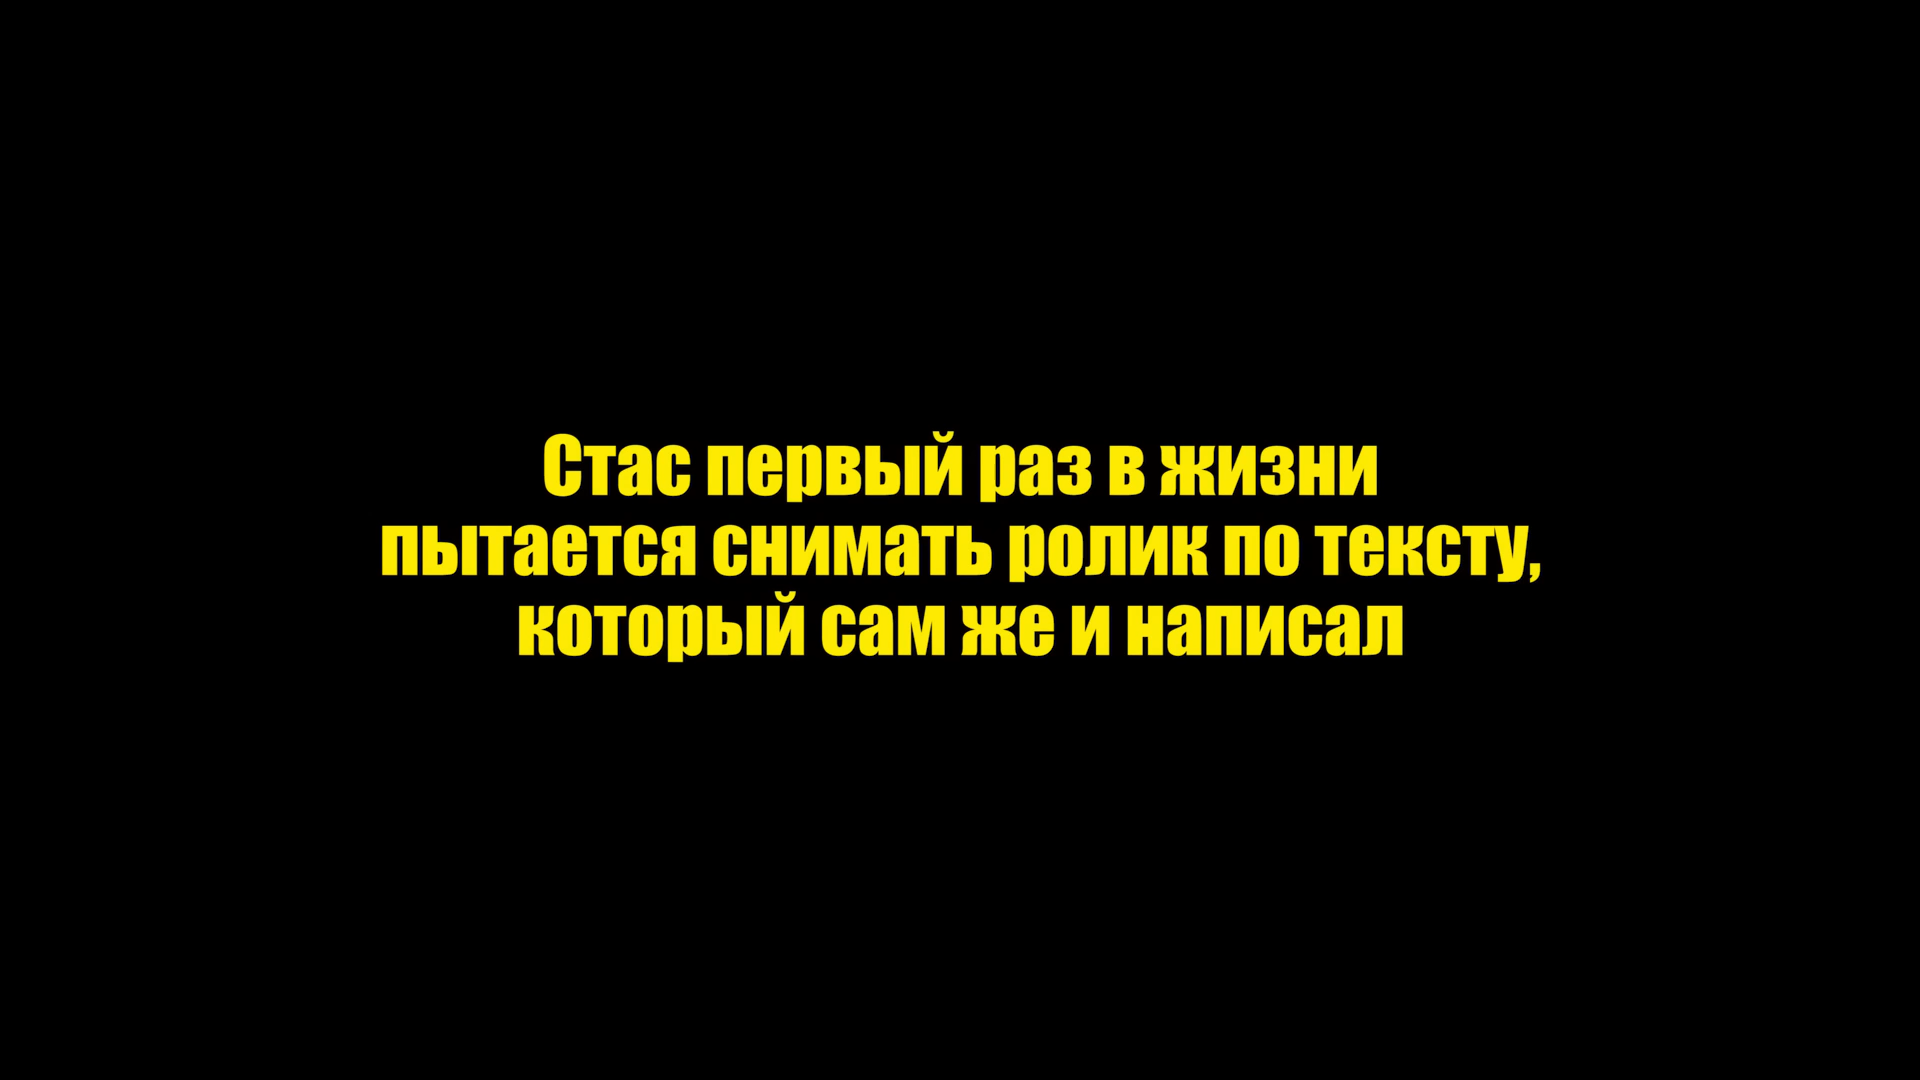 Стас первый раз в жизни
пытается снимать ролик по тексту,
который сам же и написал